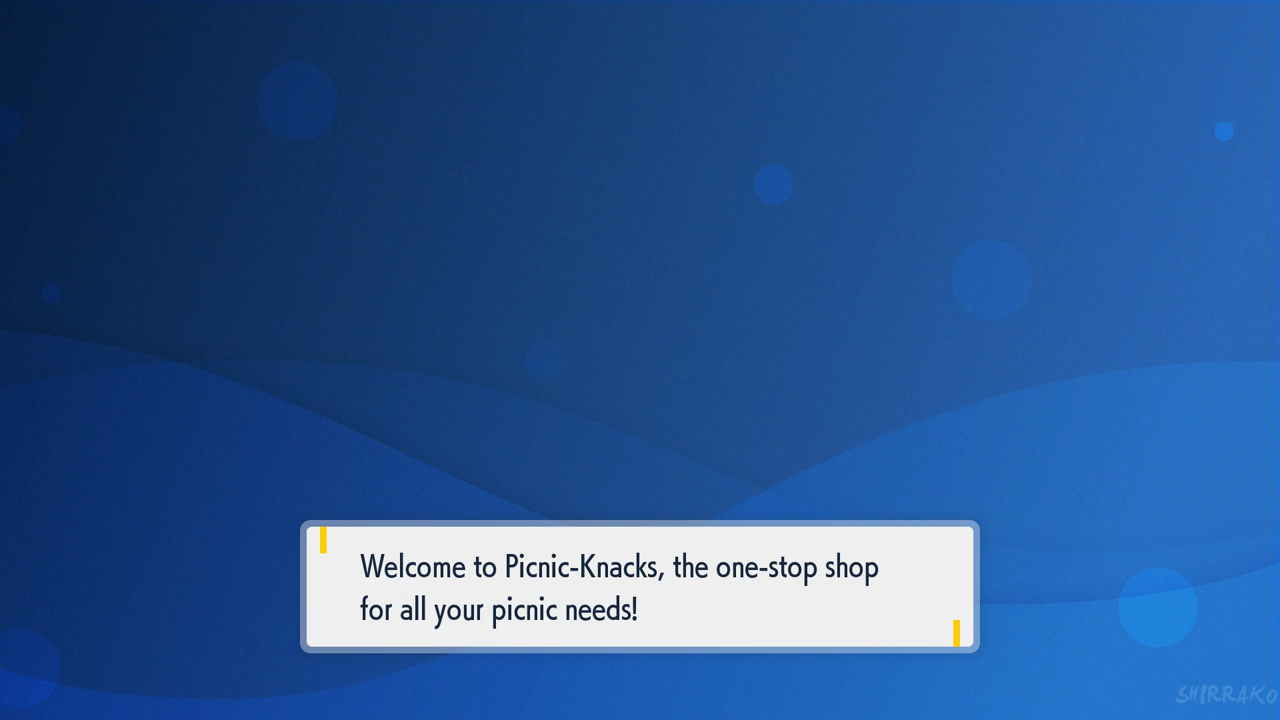 Welcome to Picnic-Knacks, the one-stop shop
for all your picnic needs!
SHIRRAKO